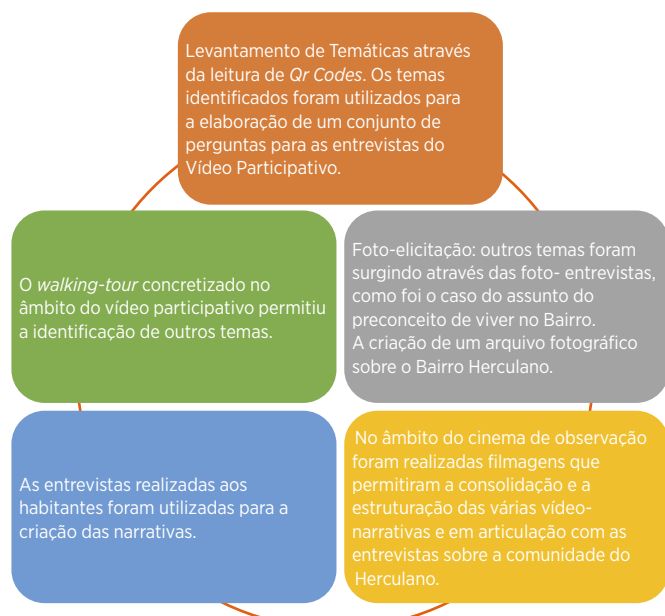 Levantamento de Temáticas através
da leitura de Qr Codes. Os temas
identificados foram utilizados para
a elaboração de um conjunto de
perguntas para as entrevistas do
Vídeo Participativo.
O walking-tour concretizado no
âmbito do vídeo participativo permitiu
a identificação de outros temas.
Foto-elicitação: outros temas foram
surgindo através das foto- entrevistas,
como foi o caso do assunto do
preconceito de viver no Bairro.
A criação de um arquivo fotográfico
sobre o Bairro Herculano.
As entrevistas realizadas aos
habitantes foram utilizadas para a
criação das narrativas.
No âmbito do cinema de observação
foram realizadas filmagens que
permitiram a consolidação e a
estruturação das várias vídeo-
narrativas e em articulação com as
entrevistas sobre a comunidade do
Herculano.